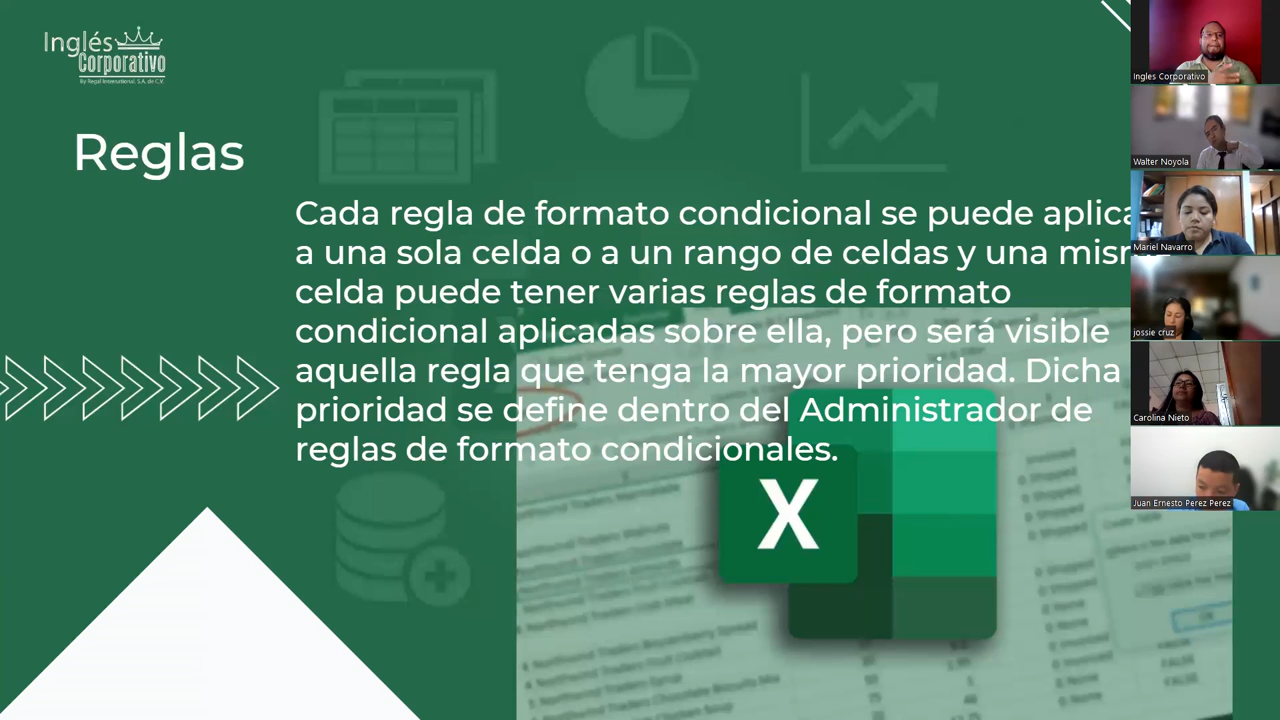 Inglés
Corporativo
By Regal International, S.A. de C.V.
Reglas
Cada regla de formato condicional se puede
a una sola celda o a un rango de celdas y una
celda puede tener varias reglas de formato
condicional aplicadas sobre ella, pero será visible
aquella regla que tenga la mayor prioridad. Dicha
prioridad se define dentro del Administrador de
reglas de formato condicionales.
X
Ingles Corporativo
Walter Noyola
Mariel Navarro
jossie cruz
Carolina Nieto
Juan Ernesto Perez Perez